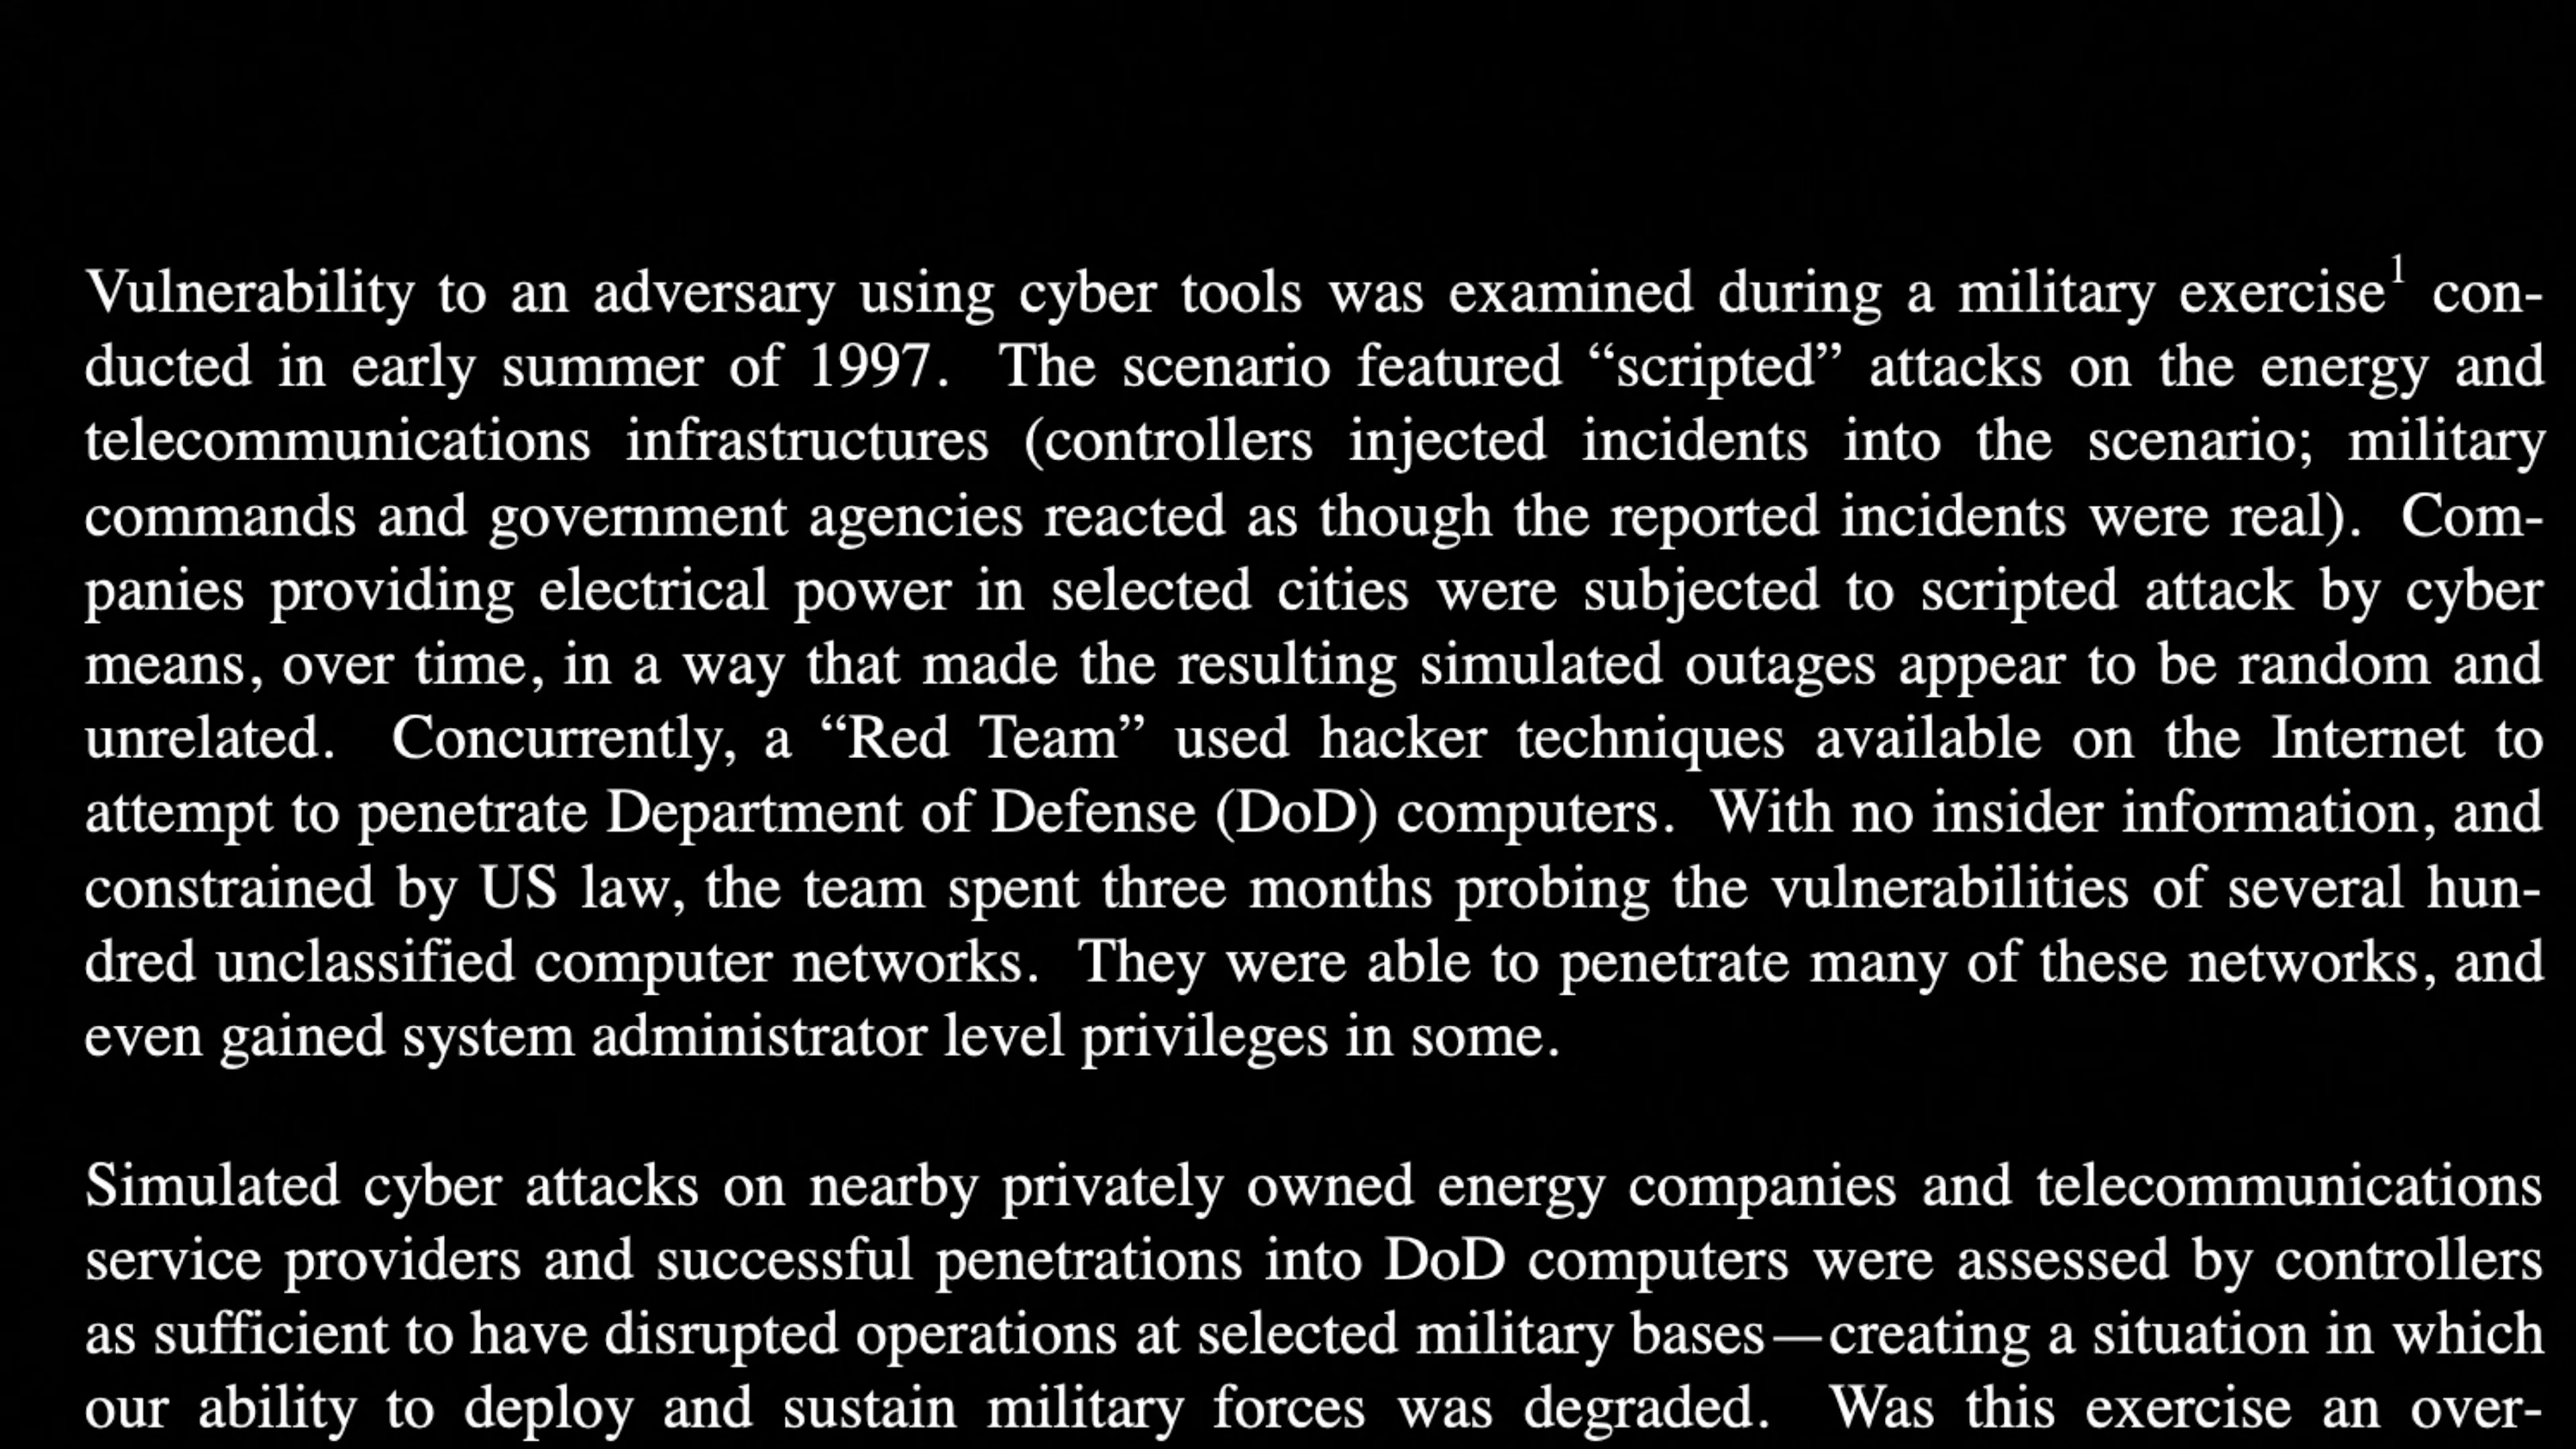 Vulnerability to an adversary using cyber tools was examined during a military exercise¹ con-
ducted in early summer of 1997. The scenario featured “scripted” attacks on the energy and
telecommunications infrastructures (controllers injected incidents into the scenario; military
commands and government agencies reacted as though the reported incidents were real). Com-
panies providing electrical power in selected cities were subjected to scripted attack by cyber
means, over time, in a way that made the resulting simulated outages appear to be random and
unrelated. Concurrently, a “Red Team” used hacker techniques available on the Internet to
attempt to penetrate Department of Defense (DoD) computers. With no insider information, and
constrained by US law, the team spent three months probing the vulnerabilities of several hun-
dred unclassified computer networks. They were able to penetrate many of these networks, and
even gained system administrator level privileges in some.
Simulated cyber attacks on nearby privately owned energy companies and telecommunications
service providers and successful penetrations into DoD computers were assessed by controllers
as sufficient to have disrupted operations at selected military bases—creating a situation in which
our ability to deploy and sustain military forces was degraded. Was this exercise an over-